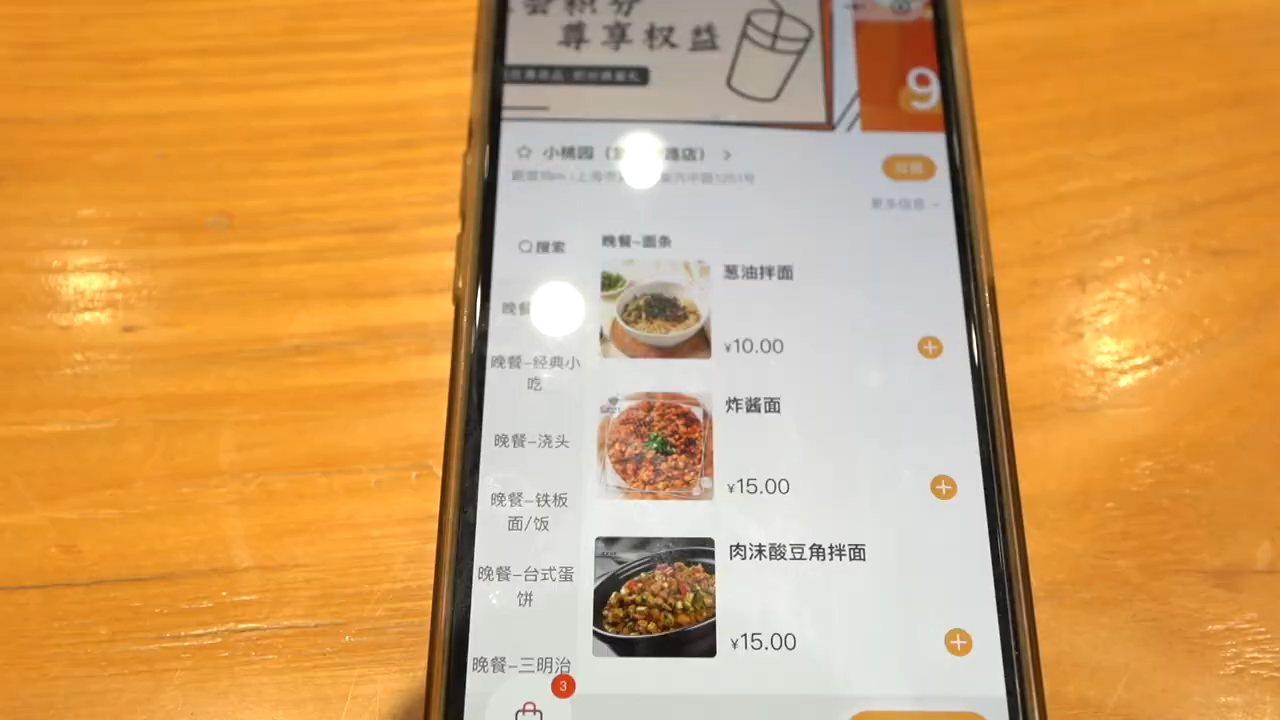 尊享权益
9
小桃园（
路店）
更多信息
搜索
晚餐-面条
葱油拌面
¥10.00
晚餐-经典小
吃
炸酱面
晚餐-浇头
¥15.00
晚餐-铁板
面/饭
肉沫酸豆角拌面
晚餐-台式蛋
饼
¥15.00
晚餐-三明治
3